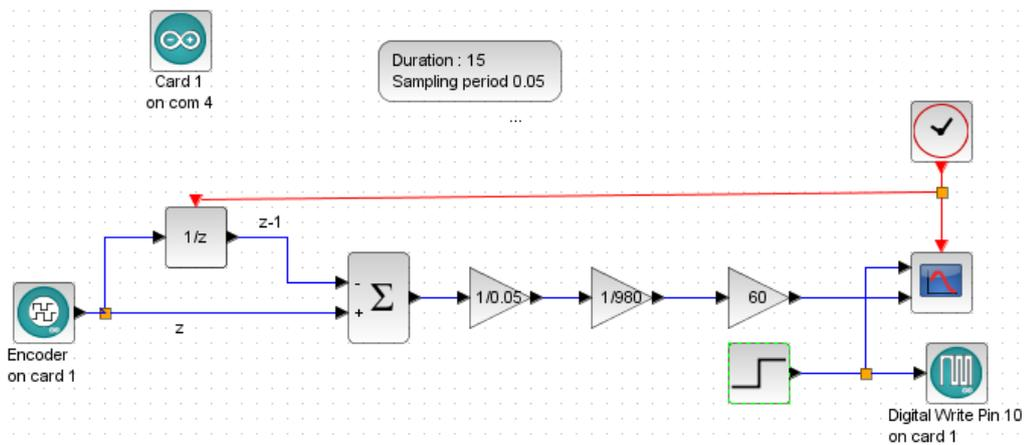 Card 1
on com 4
Duration : 15
Sampling period 0.05
...
1/z
z-1
-
+
Σ
1/0.05
1/980
60
z
Encoder
on card 1
Digital Write Pin 10
on card 1